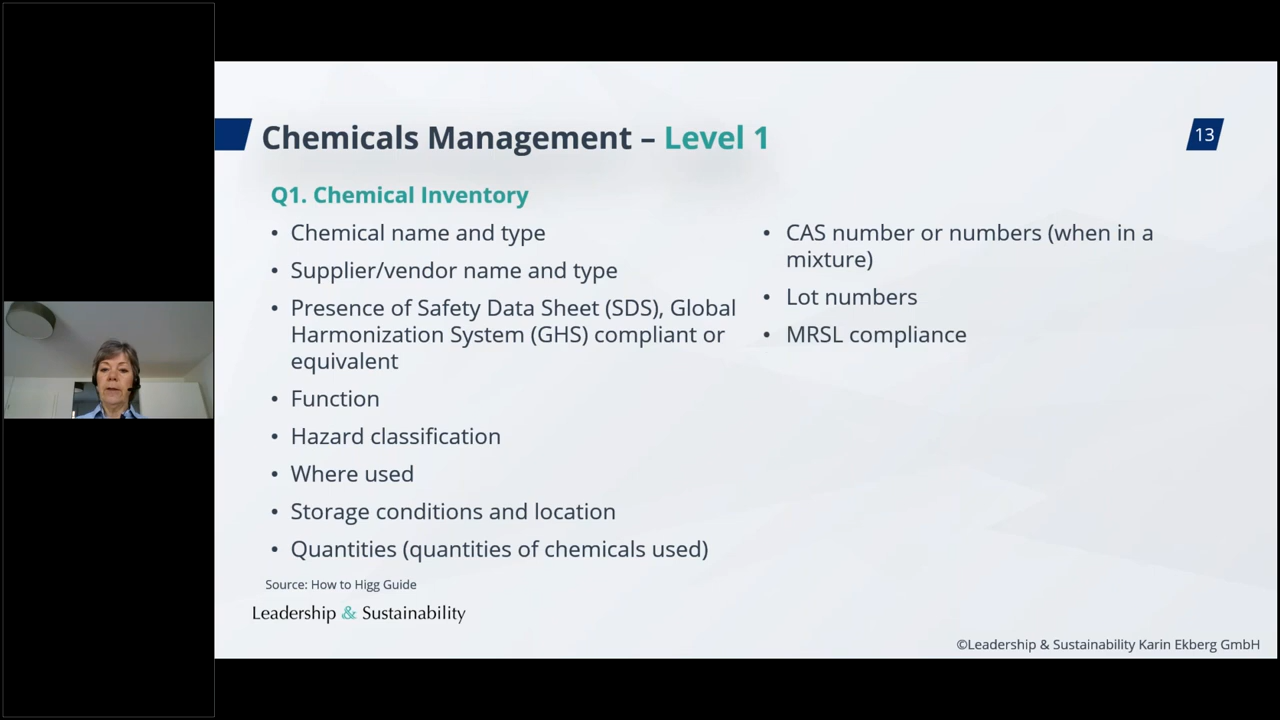 Chemicals Management – Level 1
13
Q1. Chemical Inventory
• Chemical name and type
• Supplier/vendor name and type
• Presence of Safety Data Sheet (SDS), Global
Harmonization System (GHS) compliant or
equivalent
• Function
• Hazard classification
• Where used
• Storage conditions and location
• Quantities (quantities of chemicals used)
• CAS number or numbers (when in a
mixture)
• Lot numbers
• MRSL compliance
Source: How to Higg Guide
Leadership & Sustainability
©Leadership & Sustainability Karin Ekberg GmbH